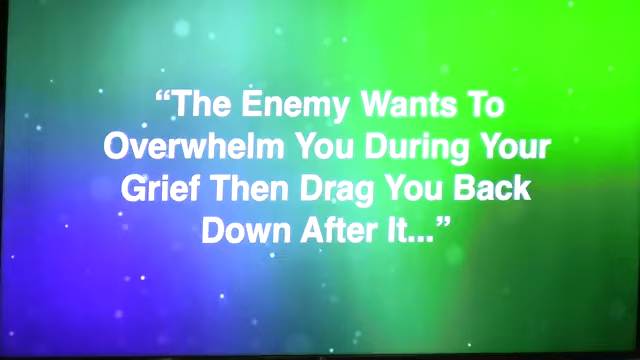 “The Enemy Wants To
Overwhelm You During Your
Grief Then Drag You Back
Down After It...”